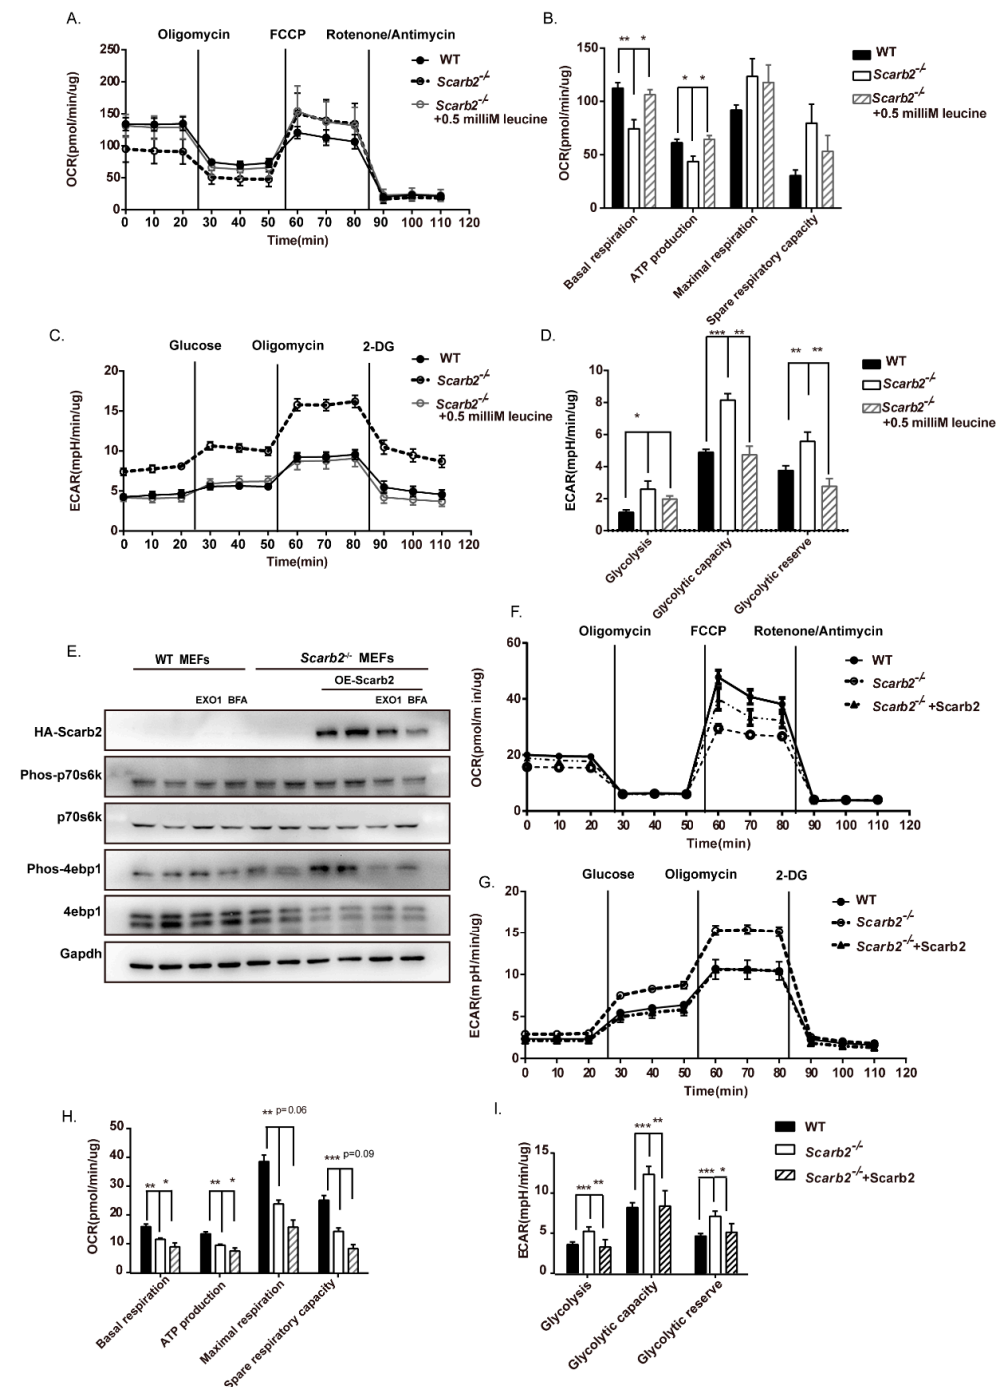 A.
Oligomycin FCCP Rotenone/Antimycin
250
200
150
100
50
0
OCR(pmol/min/ug)
0 10 20 30 40 50 60 70 80 90 100 110 120
Time(min)
WT
Scarb2-/-
Scarb2-/-
+0.5 milliM leucine
B.
150
100
50
0
OCR(pmol/min/ug)
** * * *
Basal respiration
ATP production
Maximal respiration
Spare respiratory capacity
WT
Scarb2-/-
Scarb2-/-
+0.5 milliM leucine
C.
Glucose Oligomycin 2-DG
20
15
10
5
0
ECAR(mpH/min/ug)
0 10 20 30 40 50 60 70 80 90 100 110 120
Time(min)
WT
Scarb2-/-
Scarb2-/-
+0.5 milliM leucine
D.
10
8
6
4
2
0
ECAR(mpH/min/ug)
* *** ** ** **
Glycolysis
Glycolytic capacity
Glycolytic reserve
WT
Scarb2-/-
Scarb2-/-
+0.5 milliM leucine
E.
WT MEFs Scarb2-/- MEFs
OE-Scarb2
EXO1 BFA EXO1 BFA
HA-Scarb2
Phos-p70s6k
p70s6k
Phos-4ebp1
4ebp1
Gapdh
F.
Oligomycin FCCP Rotenone/Antimycin
60
40
20
0
OCR(pmol/m in/ug)
0 10 20 30 40 50 60 70 80 90 100 110 120
Time(min)
WT
Scarb2-/-
Scarb2-/-+Scarb2
G.
Glucose Oligomycin 2-DG
20
15
10
5
0
ECAR(m pH/min/ug)
0 10 20 30 40 50 60 70 80 90 100 110 120
Time(min)
WT
Scarb2-/-
Scarb2-/-+Scarb2
H.
50
40
30
20
10
0
OCR(pmol/min/ug)
** * ** * ** p=0.06 *** p=0.09
Basal respiration
ATP production
Maximal respiration
Spare respiratory capacity
I.
15
10
5
0
ECAR(mpH/min/ug)
*** ** *** ** *** *
Glycolysis
Glycolytic capacity
Glycolytic reserve
WT
Scarb2-/-
Scarb2-/-+Scarb2